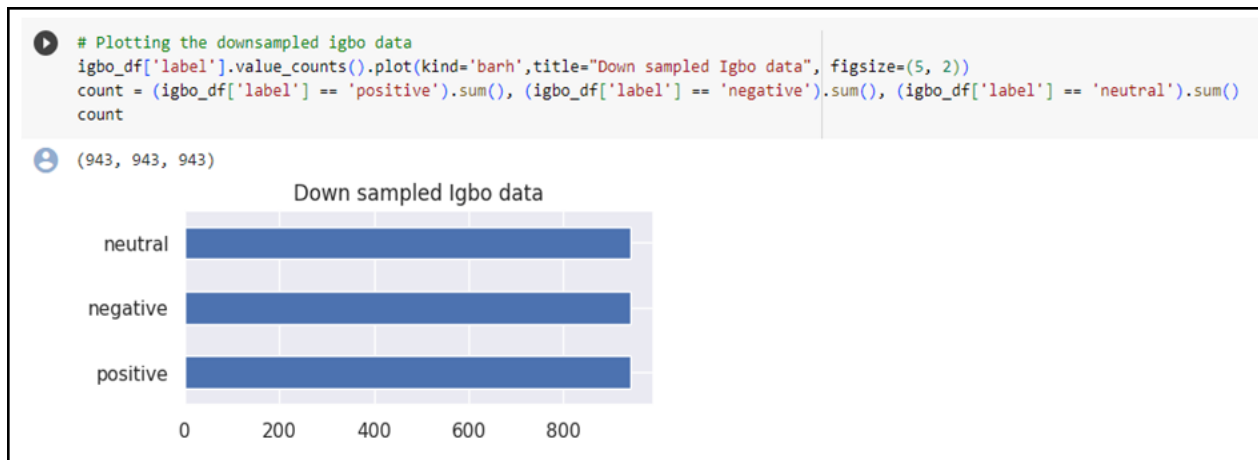 # Plotting the downsampled igbo data
igbo_df['label'].value_counts().plot(kind='barh',title="Down sampled Igbo data", figsize=(5, 2))
count = (igbo_df['label'] == 'positive').sum(), (igbo_df['label'] == 'negative').sum(), (igbo_df['label'] == 'neutral').sum()
count
(943, 943, 943)
Down sampled Igbo data
neutral
negative
positive
0 200 400 600 800